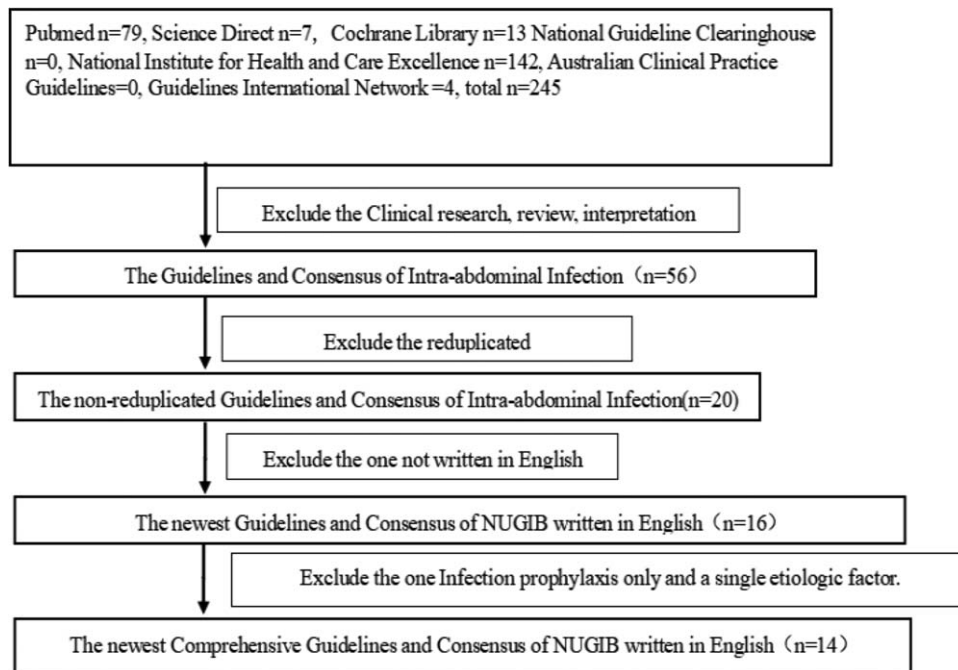 Pubmed n=79, Science Direct n=7, Cochrane Library n=13 National Guideline Clearinghouse
n=0, National Institute for Health and Care Excellence n=142, Australian Clinical Practice
Guidelines=0, Guidelines International Network=4, total n=245
Exclude the Clinical research, review, interpretation
The Guidelines and Consensus of Intra-abdominal Infection（n=56）
Exclude the reduplicated
The non-reduplicated Guidelines and Consensus of Intra-abdominal Infection(n=20)
Exclude the one not written in English
The newest Guidelines and Consensus of NUGIB written in English（n=16）
Exclude the one Infection prophylaxis only and a single etiologic factor.
The newest Comprehensive Guidelines and Consensus of NUGIB written in English（n=14）